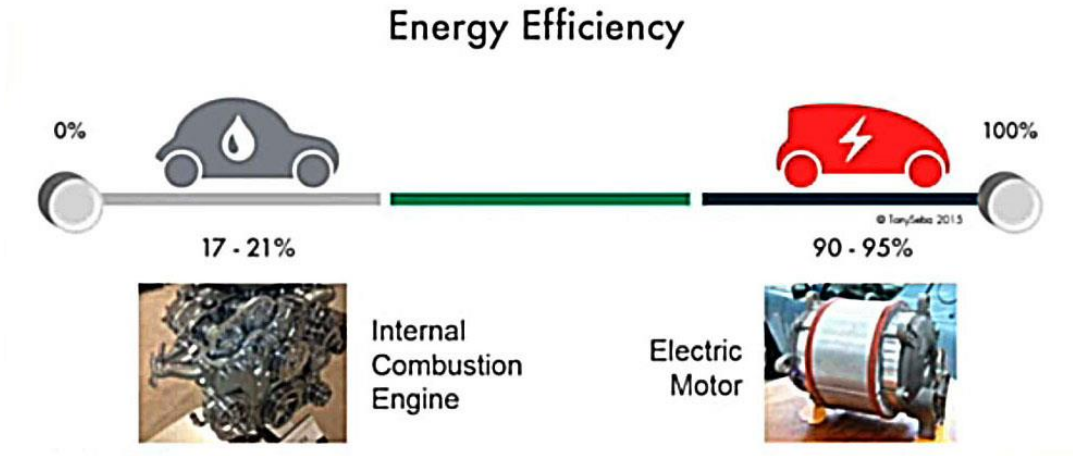 Energy Efficiency
0%
100%
© TonySeba 2015
17 - 21%
90 - 95%
Internal
Combustion
Engine
Electric
Motor